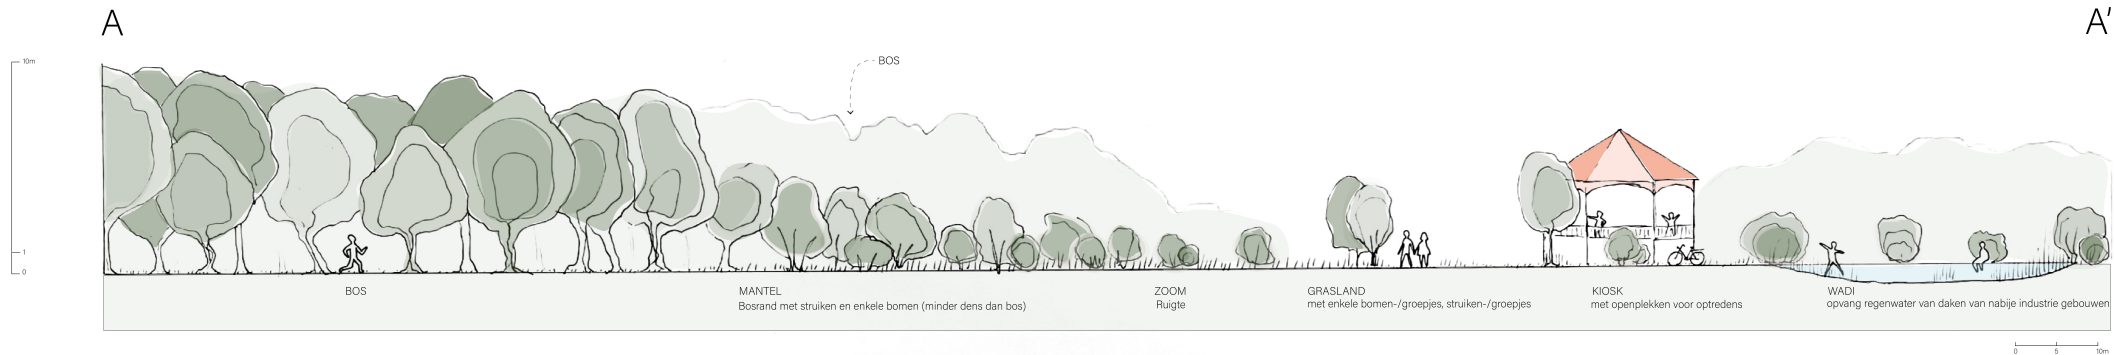 A
A'
10m
BOS
1
0
BOS
MANTEL
Bosrand met struiken en enkele bomen (minder dens dan bos)
ZOOM
Ruigte
GRASLAND
met enkele bomen-/groepjes, struiken-/groepjes
KIOSK
met openplekken voor optredens
WADI
opvang regenwater van daken van nabije industrie gebouwen
0 5 10m